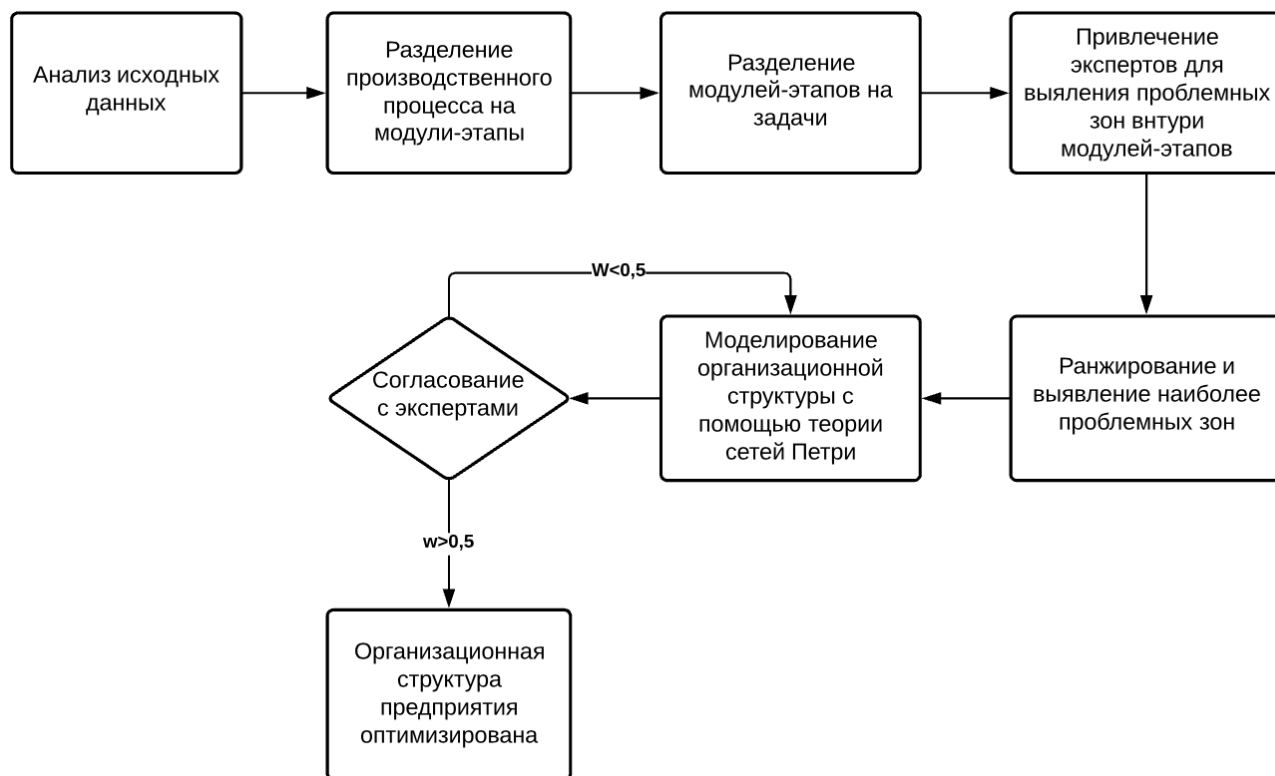 Анализ исходных
данных
Разделение
производственного
процесса на
модули-этапы
Разделение
модулей-этапов на
задачи
Привлечение
экспертов для
выяления проблемных
зон внтури
модулей-этапов
W<0,5
Согласование
с экспертами
Моделирование
организационной
структуры с
помощью теории
сетей Петри
Ранжирование и
выявление наиболее
проблемных зон
w>0,5
Организационная
структура
предприятия
оптимизирована